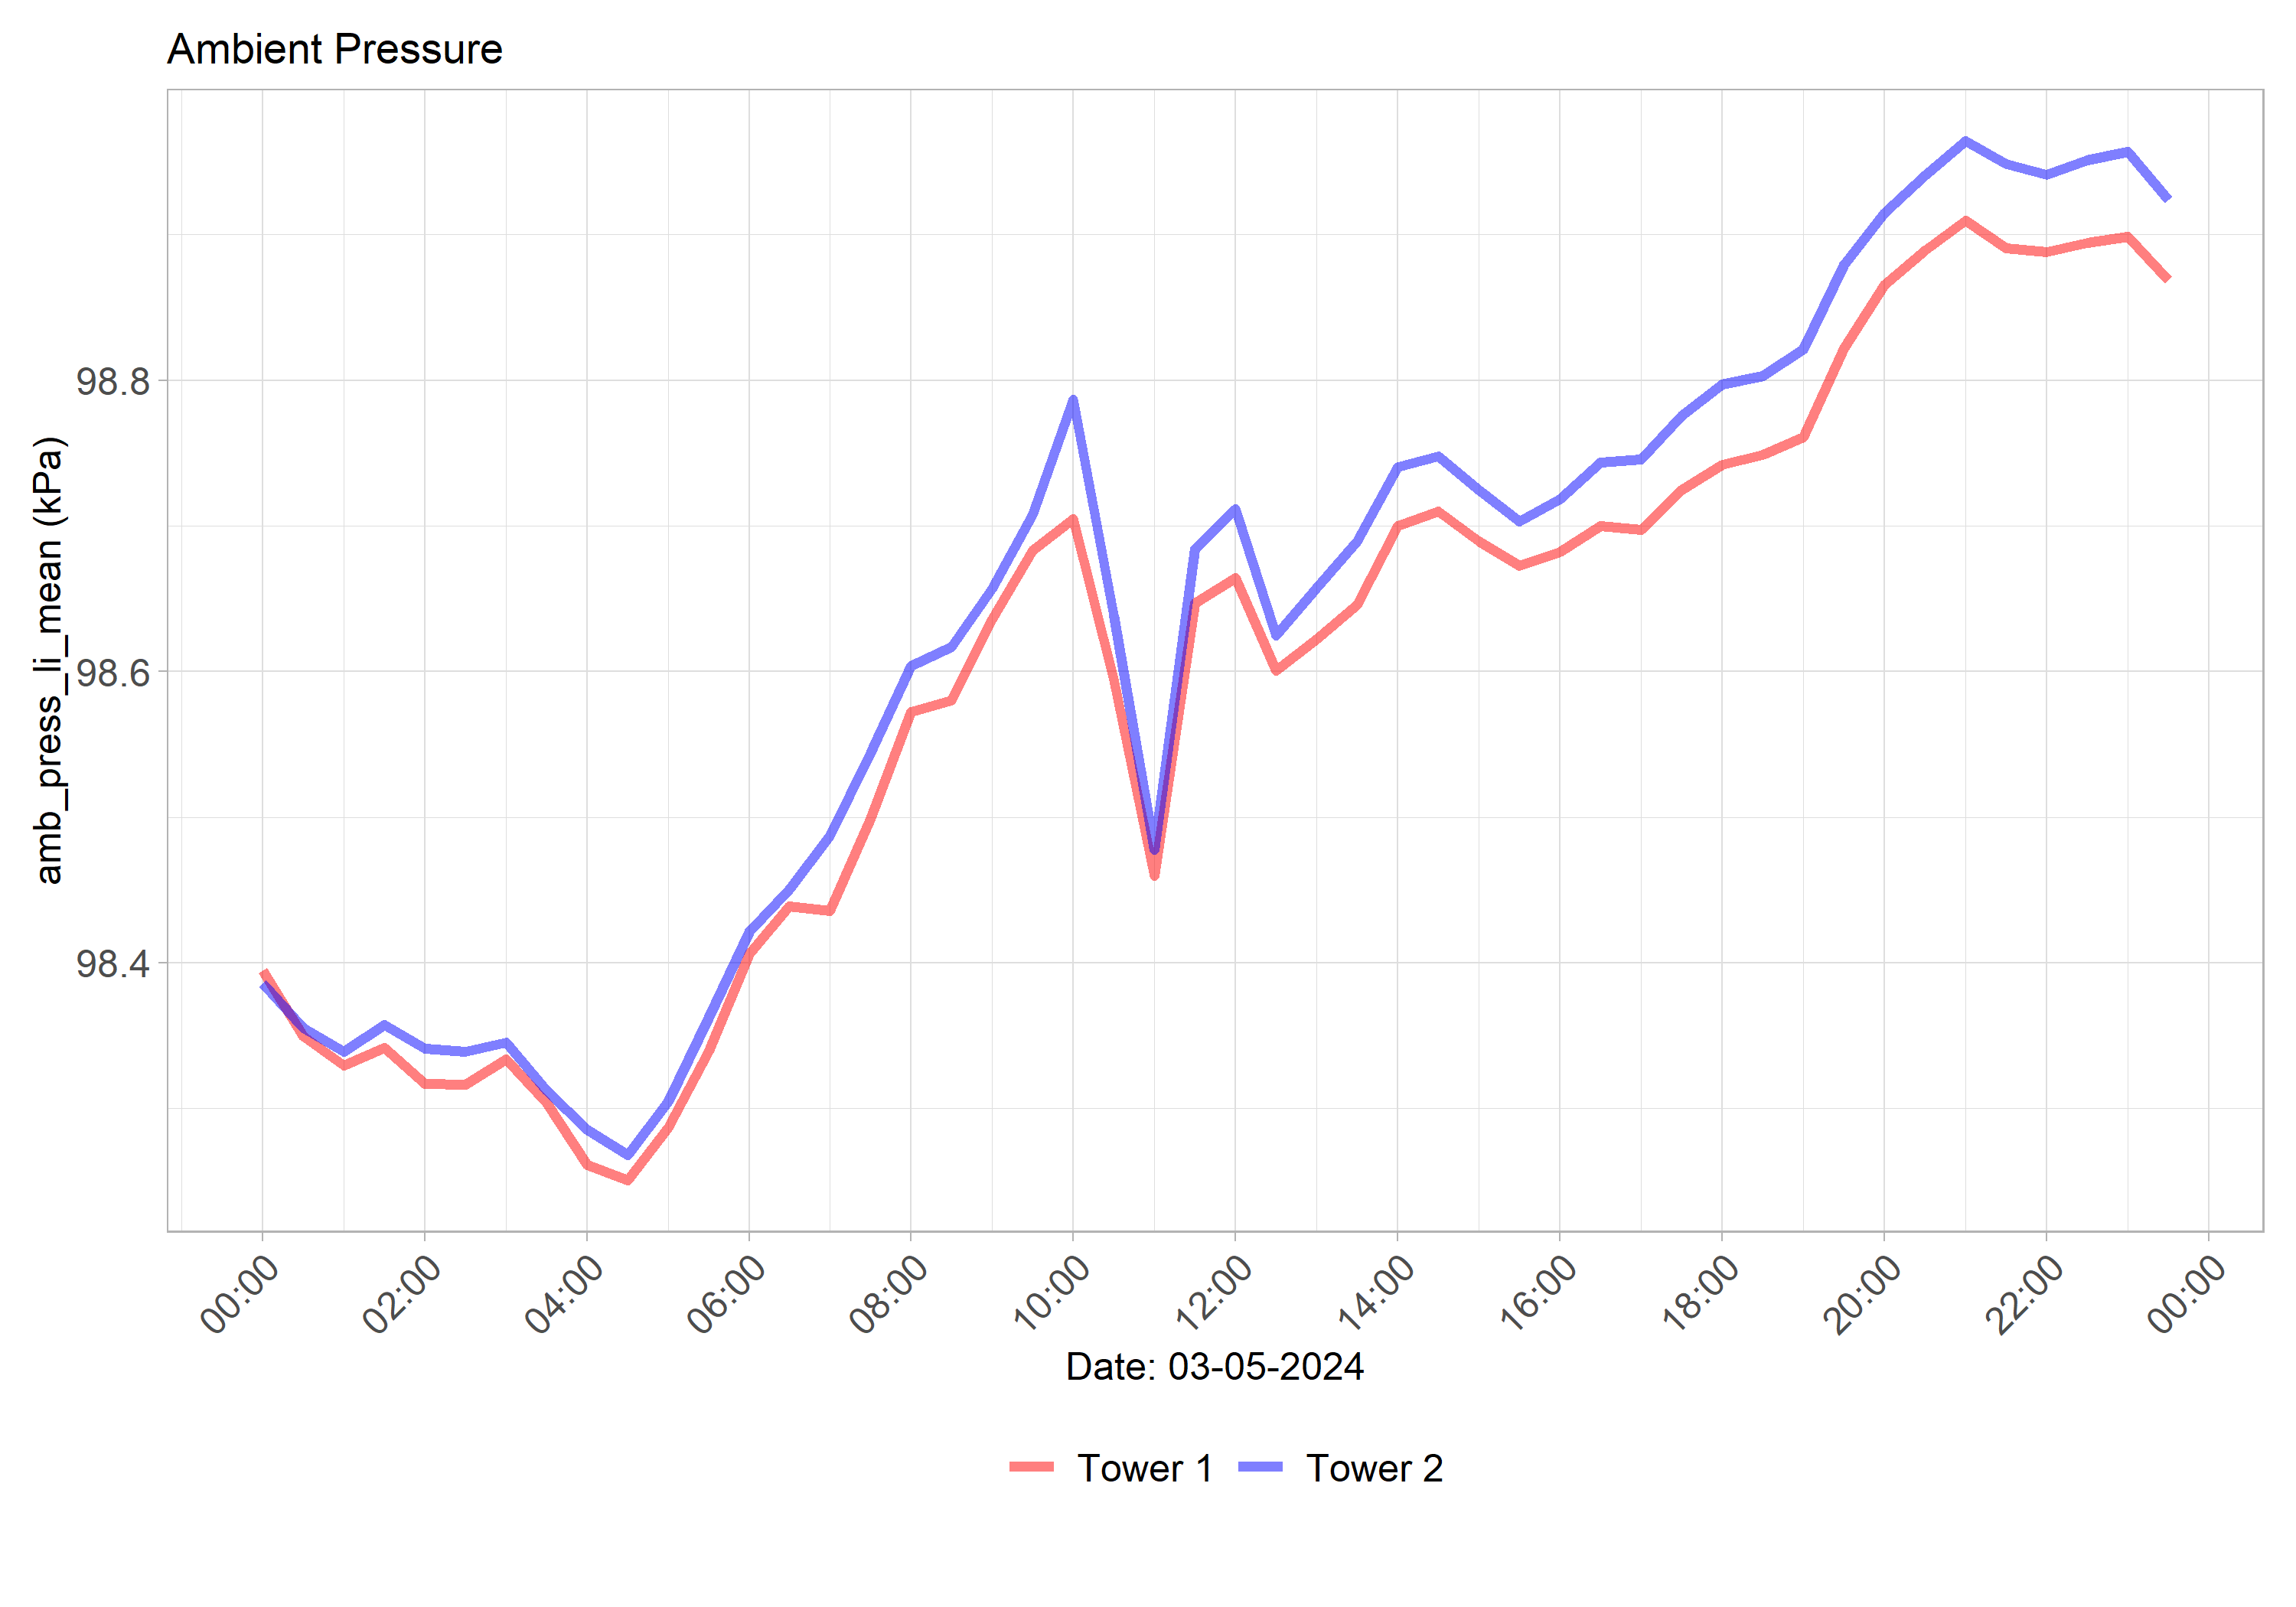 Ambient Pressure
amb_press_li_mean (kPa)
98.8
98.6
98.4
00:00 02:00 04:00 06:00 08:00 10:00 12:00 14:00 16:00 18:00 20:00 22:00 00:00
Date: 03-05-2024
Tower 1 Tower 2